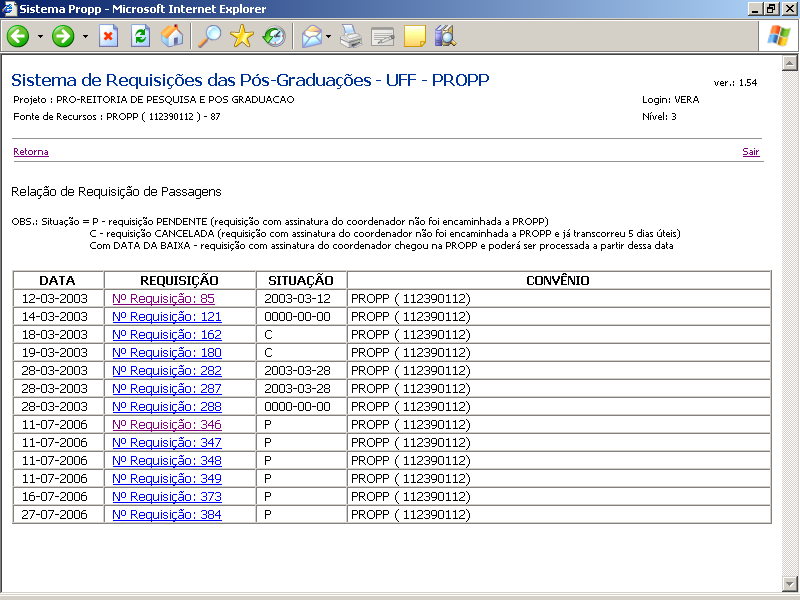 Sistema Propp - Microsoft Internet Explorer
Sistema de Requisições das Pós-Graduações - UFF - PROPP
ver.: 1.54
Projeto : PRO-REITORIA DE PESQUISA E POS GRADUACAO
Login: VERA
Fonte de Recursos : PROPP ( 112390112 ) - 87
Nível: 3
Retorna
Sair
Relação de Requisição de Passagens
OBS.: Situação = P - requisição PENDENTE (requisição com assinatura do coordenador não foi encaminhada a PROPP)
C - requisição CANCELADA (requisição com assinatura do coordenador não foi encaminhada a PROPP e já transcorreu 5 dias úteis)
Com DATA DA BAIXA - requisição com assinatura do coordenador chegou na PROPP e poderá ser processada a partir dessa data
DATA REQUISIÇÃO SITUAÇÃO CONVÊNIO
12-03-2003 Nº Requisição: 85 2003-03-12 PROPP ( 112390112)
14-03-2003 Nº Requisição: 121 0000-00-00 PROPP ( 112390112)
18-03-2003 Nº Requisição: 162 C PROPP ( 112390112)
19-03-2003 Nº Requisição: 180 C PROPP ( 112390112)
28-03-2003 Nº Requisição: 282 2003-03-28 PROPP ( 112390112)
28-03-2003 Nº Requisição: 287 2003-03-28 PROPP ( 112390112)
28-03-2003 Nº Requisição: 288 0000-00-00 PROPP ( 112390112)
11-07-2006 Nº Requisição: 346 P PROPP ( 112390112)
11-07-2006 Nº Requisição: 347 P PROPP ( 112390112)
11-07-2006 Nº Requisição: 348 P PROPP ( 112390112)
11-07-2006 Nº Requisição: 349 P PROPP ( 112390112)
16-07-2006 Nº Requisição: 373 P PROPP ( 112390112)
27-07-2006 Nº Requisição: 384 P PROPP ( 112390112)